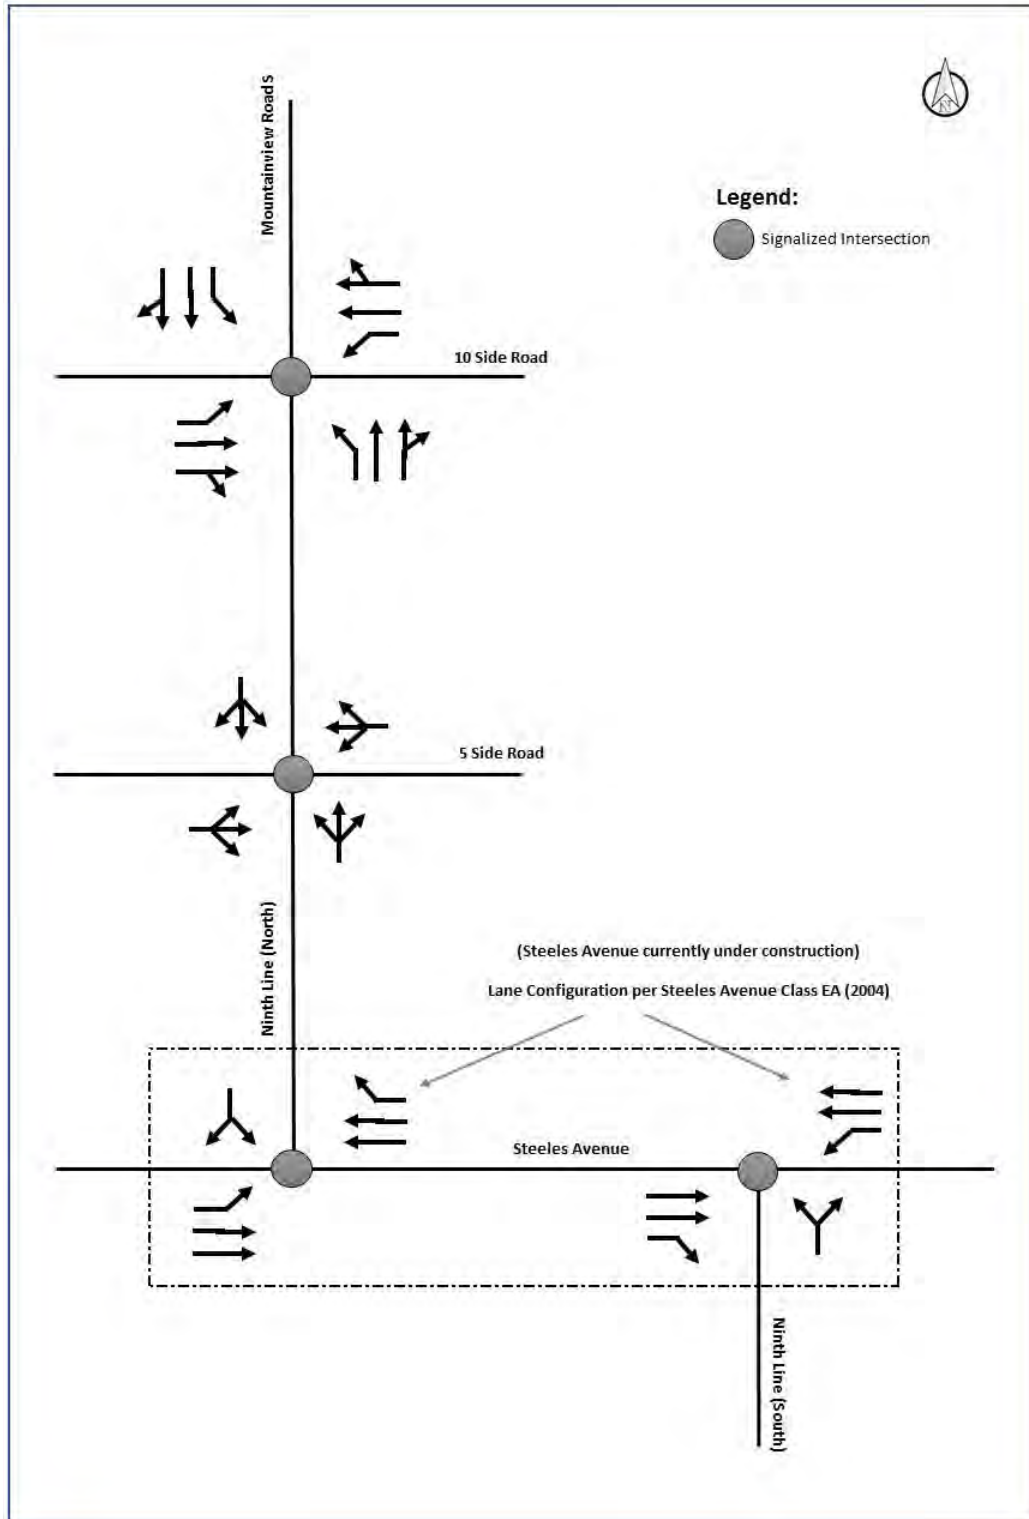 Mountainview Road S
N
Legend:
Signalized Intersection
10 Side Road
5 Side Road
Ninth Line (North)
(Steeles Avenue currently under construction)
Lane Configuration per Steeles Avenue Class EA (2004)
Steeles Avenue
Ninth Line (South)